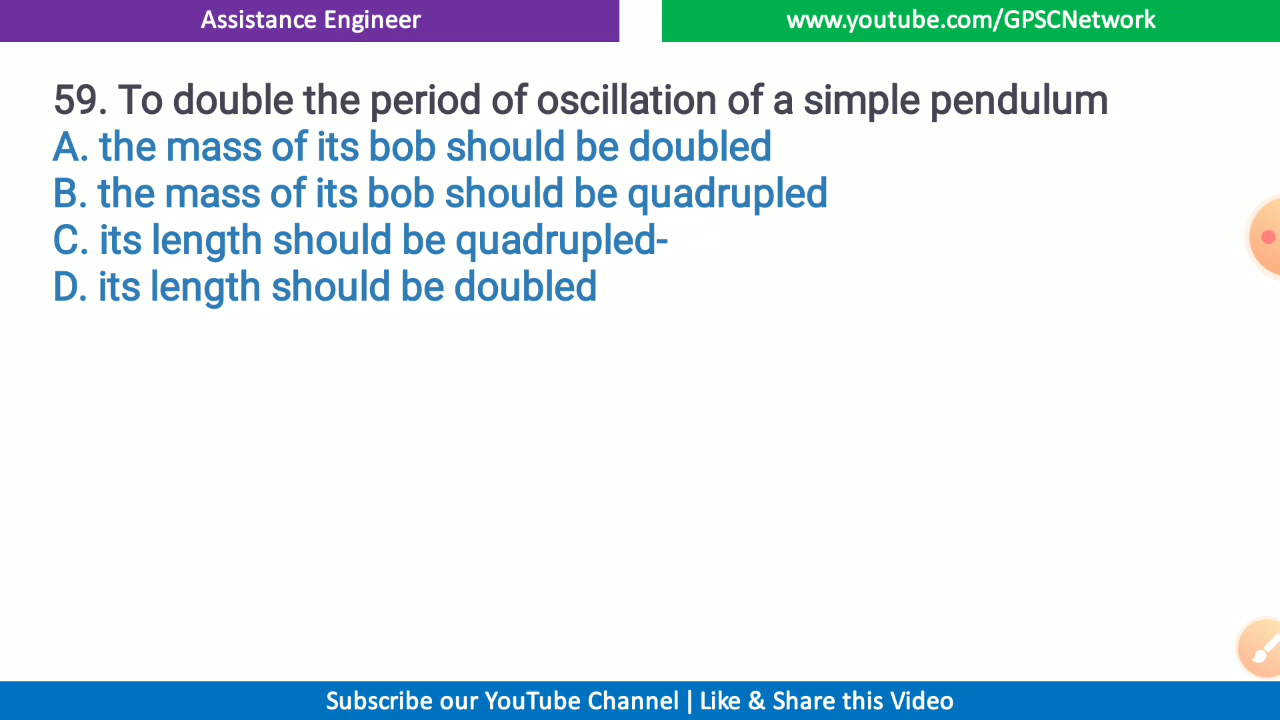 Assistance Engineer
www.youtube.com/GPSCNetwork
59. To double the period of oscillation of a simple pendulum
A. the mass of its bob should be doubled
B. the mass of its bob should be quadrupled
C. its length should be quadrupled-
D. its length should be doubled
Subscribe our YouTube Channel | Like & Share this Video